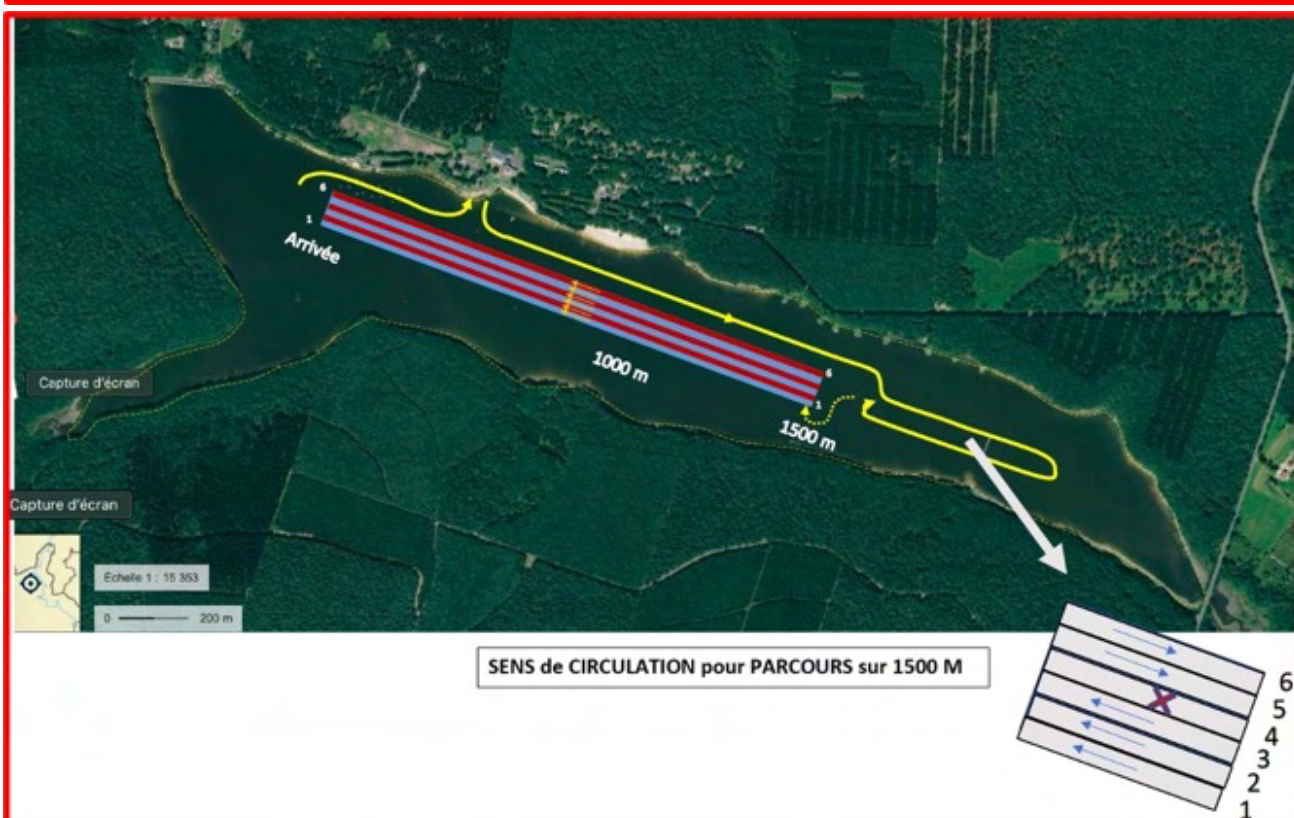 6
1
Arrivée
1000 m
6
1
1500 m
Capture d'écran
Capture d'écran
Échelle 1 : 15 353
0 200 m
SENS de CIRCULATION pour PARCOURS sur 1500 M
6
5
4
3
2
1